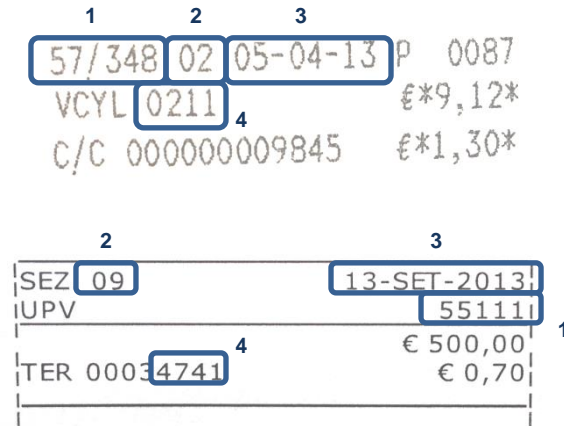 1 2 3
57/348 02 05-04-13 P 0087
VCYL 0211 4 €*9,12*
C/C 000000009845 €*1,30*
2 3
SEZ 09 13-SET-2013
UPV 55111 1
€ 500,00
TER 00034741 4 € 0,70